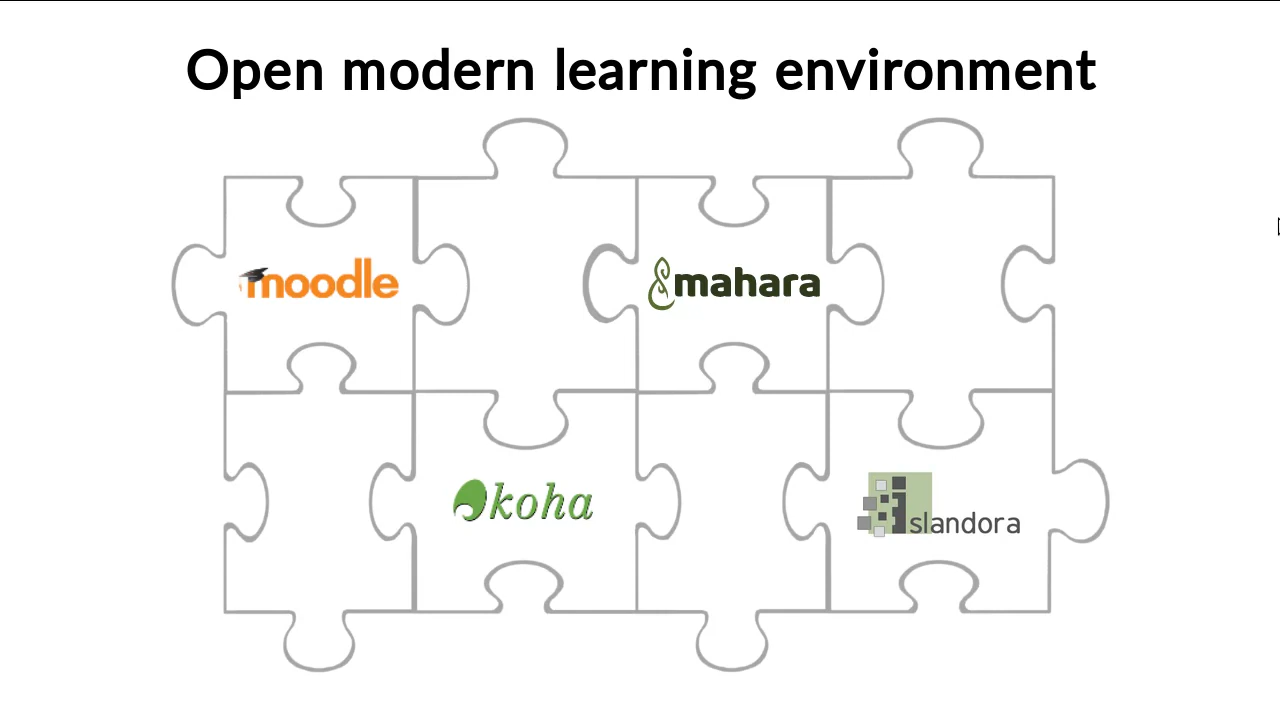 Open modern learning environment
moodle
mahara
koha
islandora